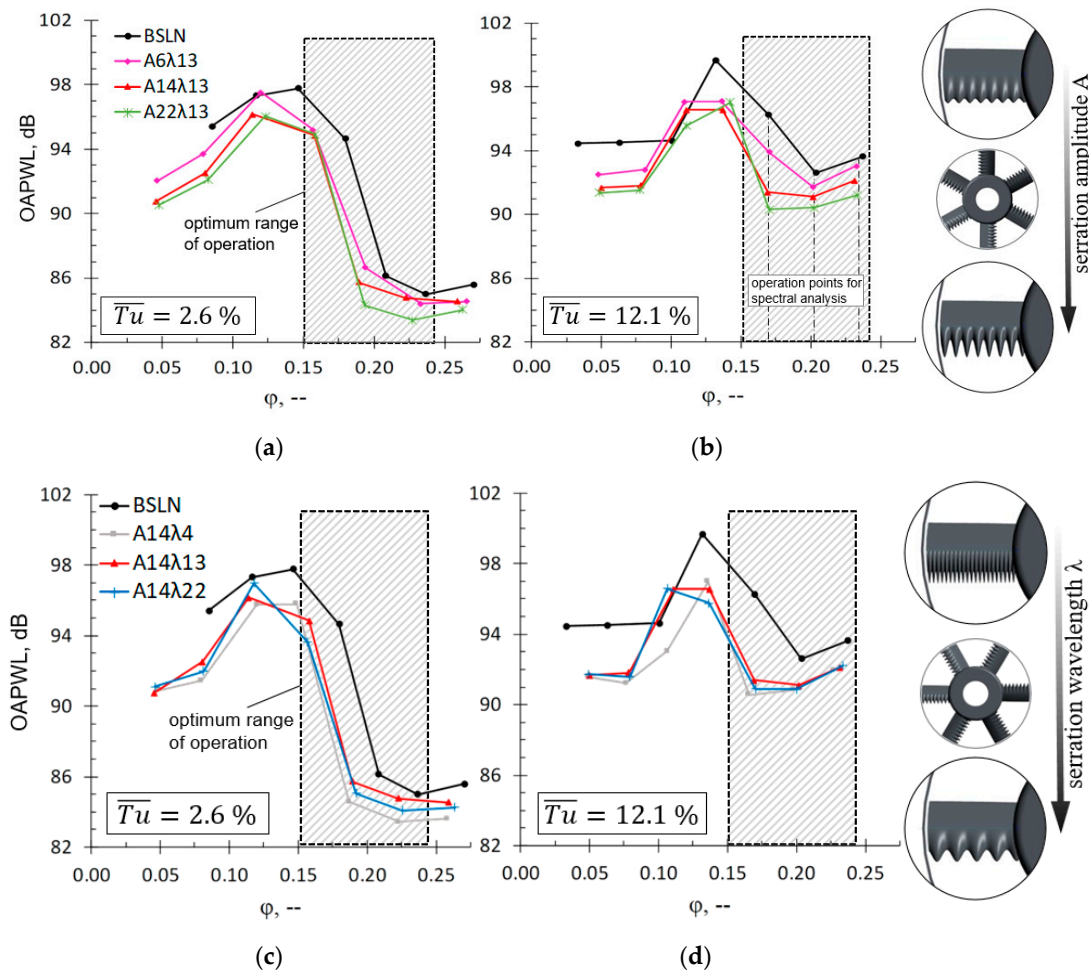 102
98
94
90
86
82
OAPWL, dB
BSLN
A6λ13
A14λ13
A22λ13
optimum range
of operation
Tu = 2.6 %
0.00 0.05 0.10 0.15 0.20 0.25
φ, --
(a)
102
98
94
90
86
82
operation points for
spectral analysis
Tu = 12.1 %
0.00 0.05 0.10 0.15 0.20 0.25
φ, --
(b)
serration amplitude A
102
98
94
90
86
82
OAPWL, dB
BSLN
A14λ4
A14λ13
A14λ22
optimum range
of operation
Tu = 2.6 %
0.00 0.05 0.10 0.15 0.20 0.25
φ, --
(c)
102
98
94
90
86
82
Tu = 12.1 %
0.00 0.05 0.10 0.15 0.20 0.25
φ, --
(d)
serration wavelength λ